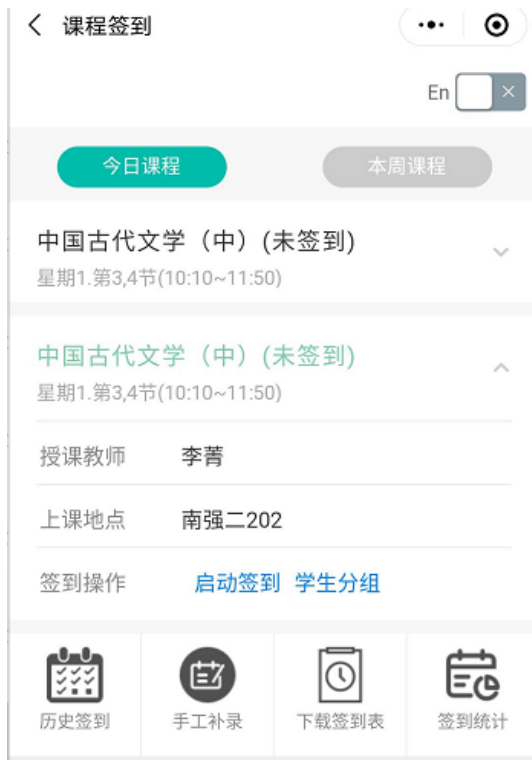 课程签到
En
今日课程 本周课程
中国古代文学（中）(未签到)
星期1.第3,4节(10:10~11:50)
中国古代文学（中）(未签到)
星期1.第3,4节(10:10~11:50)
授课教师 李菁
上课地点 南强二202
签到操作 启动签到 学生分组
历史签到 手工补录 下载签到表 签到统计